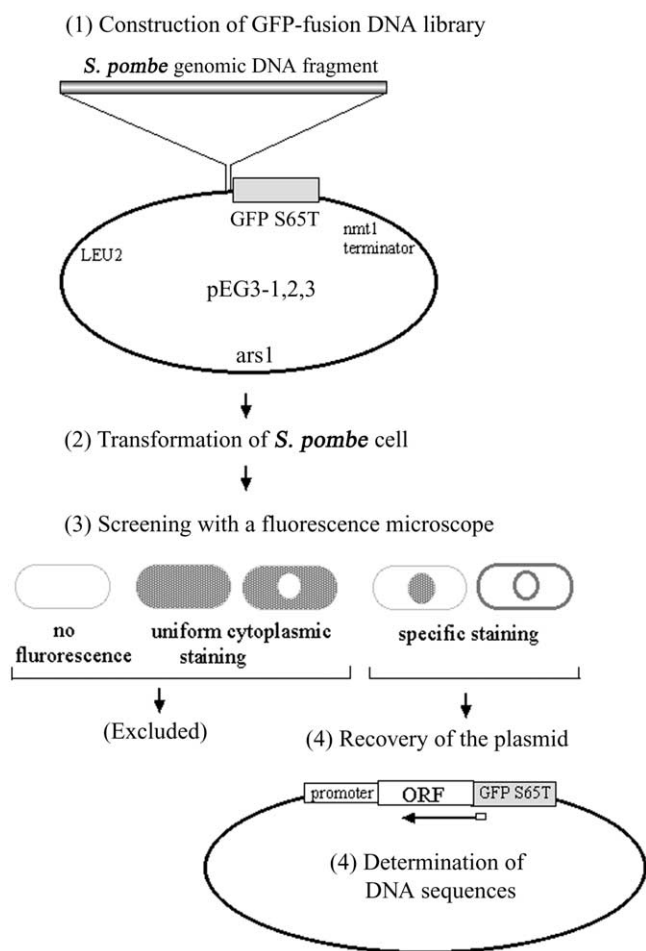 (1) Construction of GFP-fusion DNA library
S. pombe genomic DNA fragment
GFP S65T
nmt1
terminator
LEU2
pEG3-1,2,3
ars1
(2) Transformation of S. pombe cell
(3) Screening with a fluorescence microscope
no
flurorescence
uniform cytoplasmic
staining
specific staining
(Excluded)
(4) Recovery of the plasmid
promoter ORF GFP S65T
(4) Determination of
DNA sequences